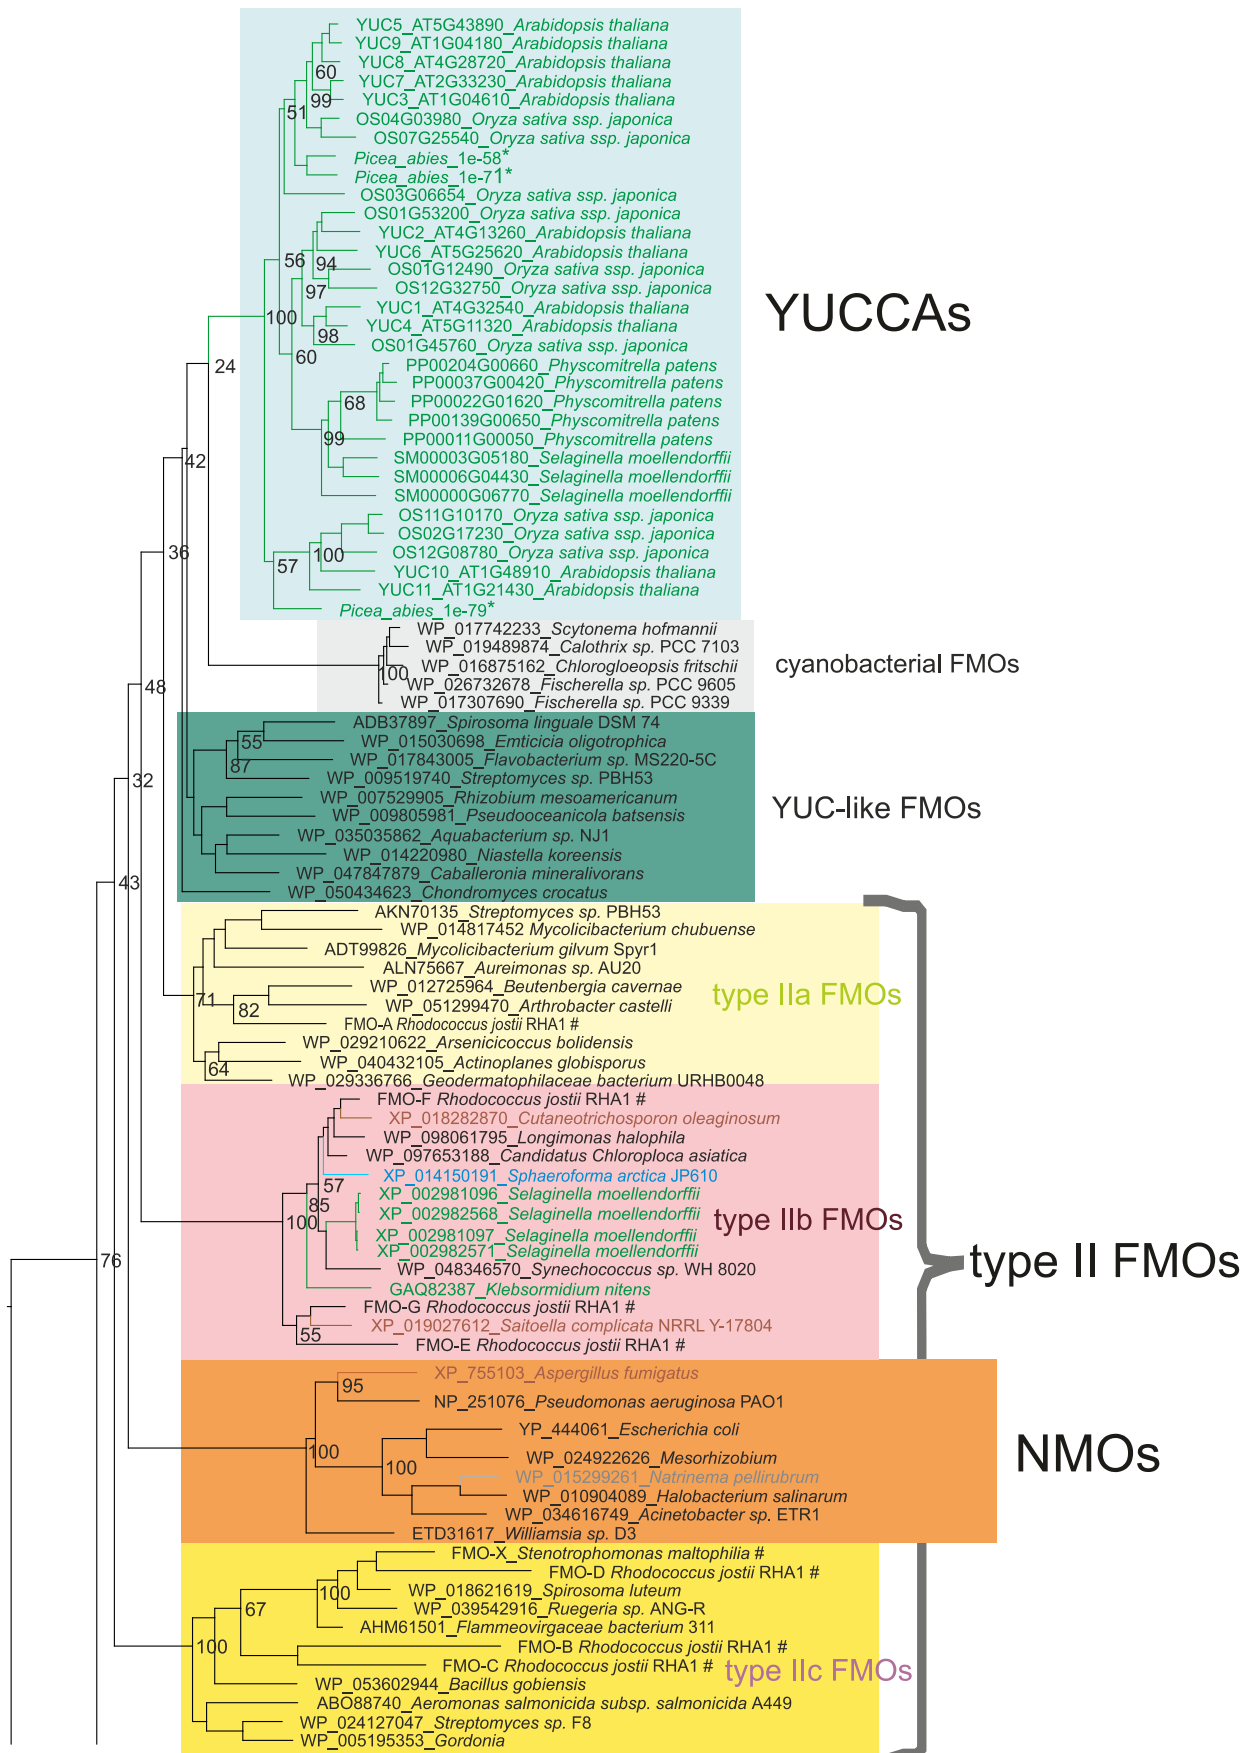 YUC5_AT5G43890_Arabidopsis thaliana
YUC9_AT1G04180_Arabidopsis thaliana
YUC8_AT4G28720_Arabidopsis thaliana
60
YUC7_AT2G33230_Arabidopsis thaliana
99
YUC3_AT1G04610_Arabidopsis thaliana
51
OS04G03980_Oryza sativa ssp. japonica
OS07G25540_Oryza sativa ssp. japonica
Picea_abies_1e-58*
Picea_abies_1e-71*
OS03G06654_Oryza sativa ssp. japonica
OS01G53200_Oryza sativa ssp. japonica
YUC2_AT4G13260_Arabidopsis thaliana
YUC6_AT5G25620_Arabidopsis thaliana
56
94
OS01G12490_Oryza sativa ssp. japonica
97
OS12G32750_Oryza sativa ssp. japonica
YUC1_AT4G32540_Arabidopsis thaliana
100
YUCCAs
YUC4_AT5G11320_Arabidopsis thaliana
98
OS01G45760_Oryza sativa ssp. japonica
60
24
PP00204G00660_Physcomitrella patens
PP00037G00420_Physcomitrella patens
68
PP00022G01620_Physcomitrella patens
PP00139G00650_Physcomitrella patens
99
PP00011G00050_Physcomitrella patens
42
SM00003G05180_Selaginella moellendorffii
SM00006G04430_Selaginella moellendorffii
SM00000G06770_Selaginella moellendorffii
OS11G10170_Oryza sativa ssp. japonica
OS02G17230_Oryza sativa ssp. japonica
36
100
OS12G08780_Oryza sativa ssp. japonica
57
YUC10_AT1G48910_Arabidopsis thaliana
YUC11_AT1G21430_Arabidopsis thaliana
Picea_abies_1e-79*
WP_017742233_Scytonema hofmannii
WP_019489874_Calothrix sp. PCC 7103
100
WP_016875162_Chlorogloeopsis fritschii
cyanobacterial FMOs
48
WP_026732678_Fischerella sp. PCC 9605
WP_017307690_Fischerella sp. PCC 9339
ADB37897_Spirosoma linguale DSM 74
55
WP_015030698_Emticicia oligotrophica
87
WP_017843005_Flavobacterium sp. MS220-5C
32
WP_009519740_Streptomyces sp. PBH53
WP_007529905_Rhizobium mesoamericanum
YUC-like FMOs
WP_009805981_Pseudooceanicola batsensis
WP_035035862_Aquabacterium sp. NJ1
WP_014220980_Niastella koreensis
WP_047847879_Caballeronia mineralivorans
43
WP_050434623_Chondromyces crocatus
AKN70135_Streptomyces sp. PBH53
WP_014817452 Mycolicibacterium chubuense
ADT99826_Mycolicibacterium gilvum Spyr1
ALN75667_Aureimonas sp. AU20
WP_012725964_Beutenbergia cavernae
type IIa FMOs
71
82
WP_051299470_Arthrobacter castelli
FMO-A Rhodococcus jostii RHA1 #
WP_029210622_Arsenicicoccus bolidensis
64
WP_040432105_Actinoplanes globisporus
WP_029336766_Geodermatophilaceae bacterium URHB0048
FMO-F Rhodococcus jostii RHA1 #
XP_018282870_Cutaneotrichosporon oleaginosum
WP_098061795_Longimonas halophila
WP_097653188_Candidatus Chloroploca asiatica
57
XP_014150191_Sphaeroforma arctica JP610
85
XP_002981096_Selaginella moellendorffii
100
XP_002982568_Selaginella moellendorffii
type IIb FMOs
XP_002981097_Selaginella moellendorffii
XP_002982571_Selaginella moellendorffii
76
type II FMOs
WP_048346570_Synechococcus sp. WH 8020
GAQ82387_Klebsormidium nitens
FMO-G Rhodococcus jostii RHA1 #
55
XP_019027612_Saitoella complicata NRRL Y-17804
FMO-E Rhodococcus jostii RHA1 #
XP_755103_Aspergillus fumigatus
95
NP_251076_Pseudomonas aeruginosa PAO1
YP_444061_Escherichia coli
100
NMOs
100
WP_024922626_Mesorhizobium
WP_015299261_Natrinema pellirubrum
WP_010904089_Halobacterium salinarum
WP_034616749_Acinetobacter sp. ETR1
ETD31617_Williamsia sp. D3
FMO-X_Stenotrophomonas maltophilia #
FMO-D Rhodococcus jostii RHA1 #
100
WP_018621619_Spirosoma luteum
67
WP_039542916_Ruegeria sp. ANG-R
AHM61501_Flammeovirgaceae bacterium 311
100
FMO-B Rhodococcus jostii RHA1 #
FMO-C Rhodococcus jostii RHA1 #
type IIc FMOs
WP_053602944_Bacillus gobiensis
ABO88740_Aeromonas salmonicida subsp. salmonicida A449
WP_024127047_Streptomyces sp. F8
WP_005195353_Gordonia